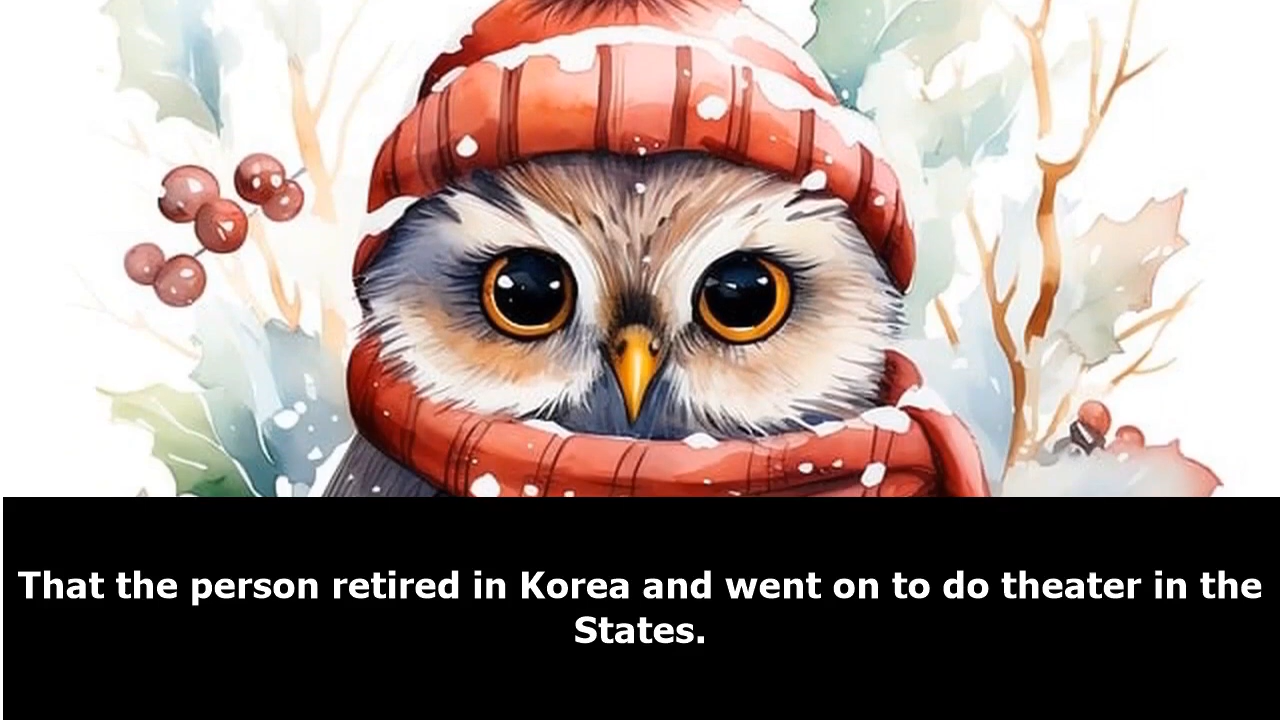 That the person retired in Korea and went on to do theater in the
States.